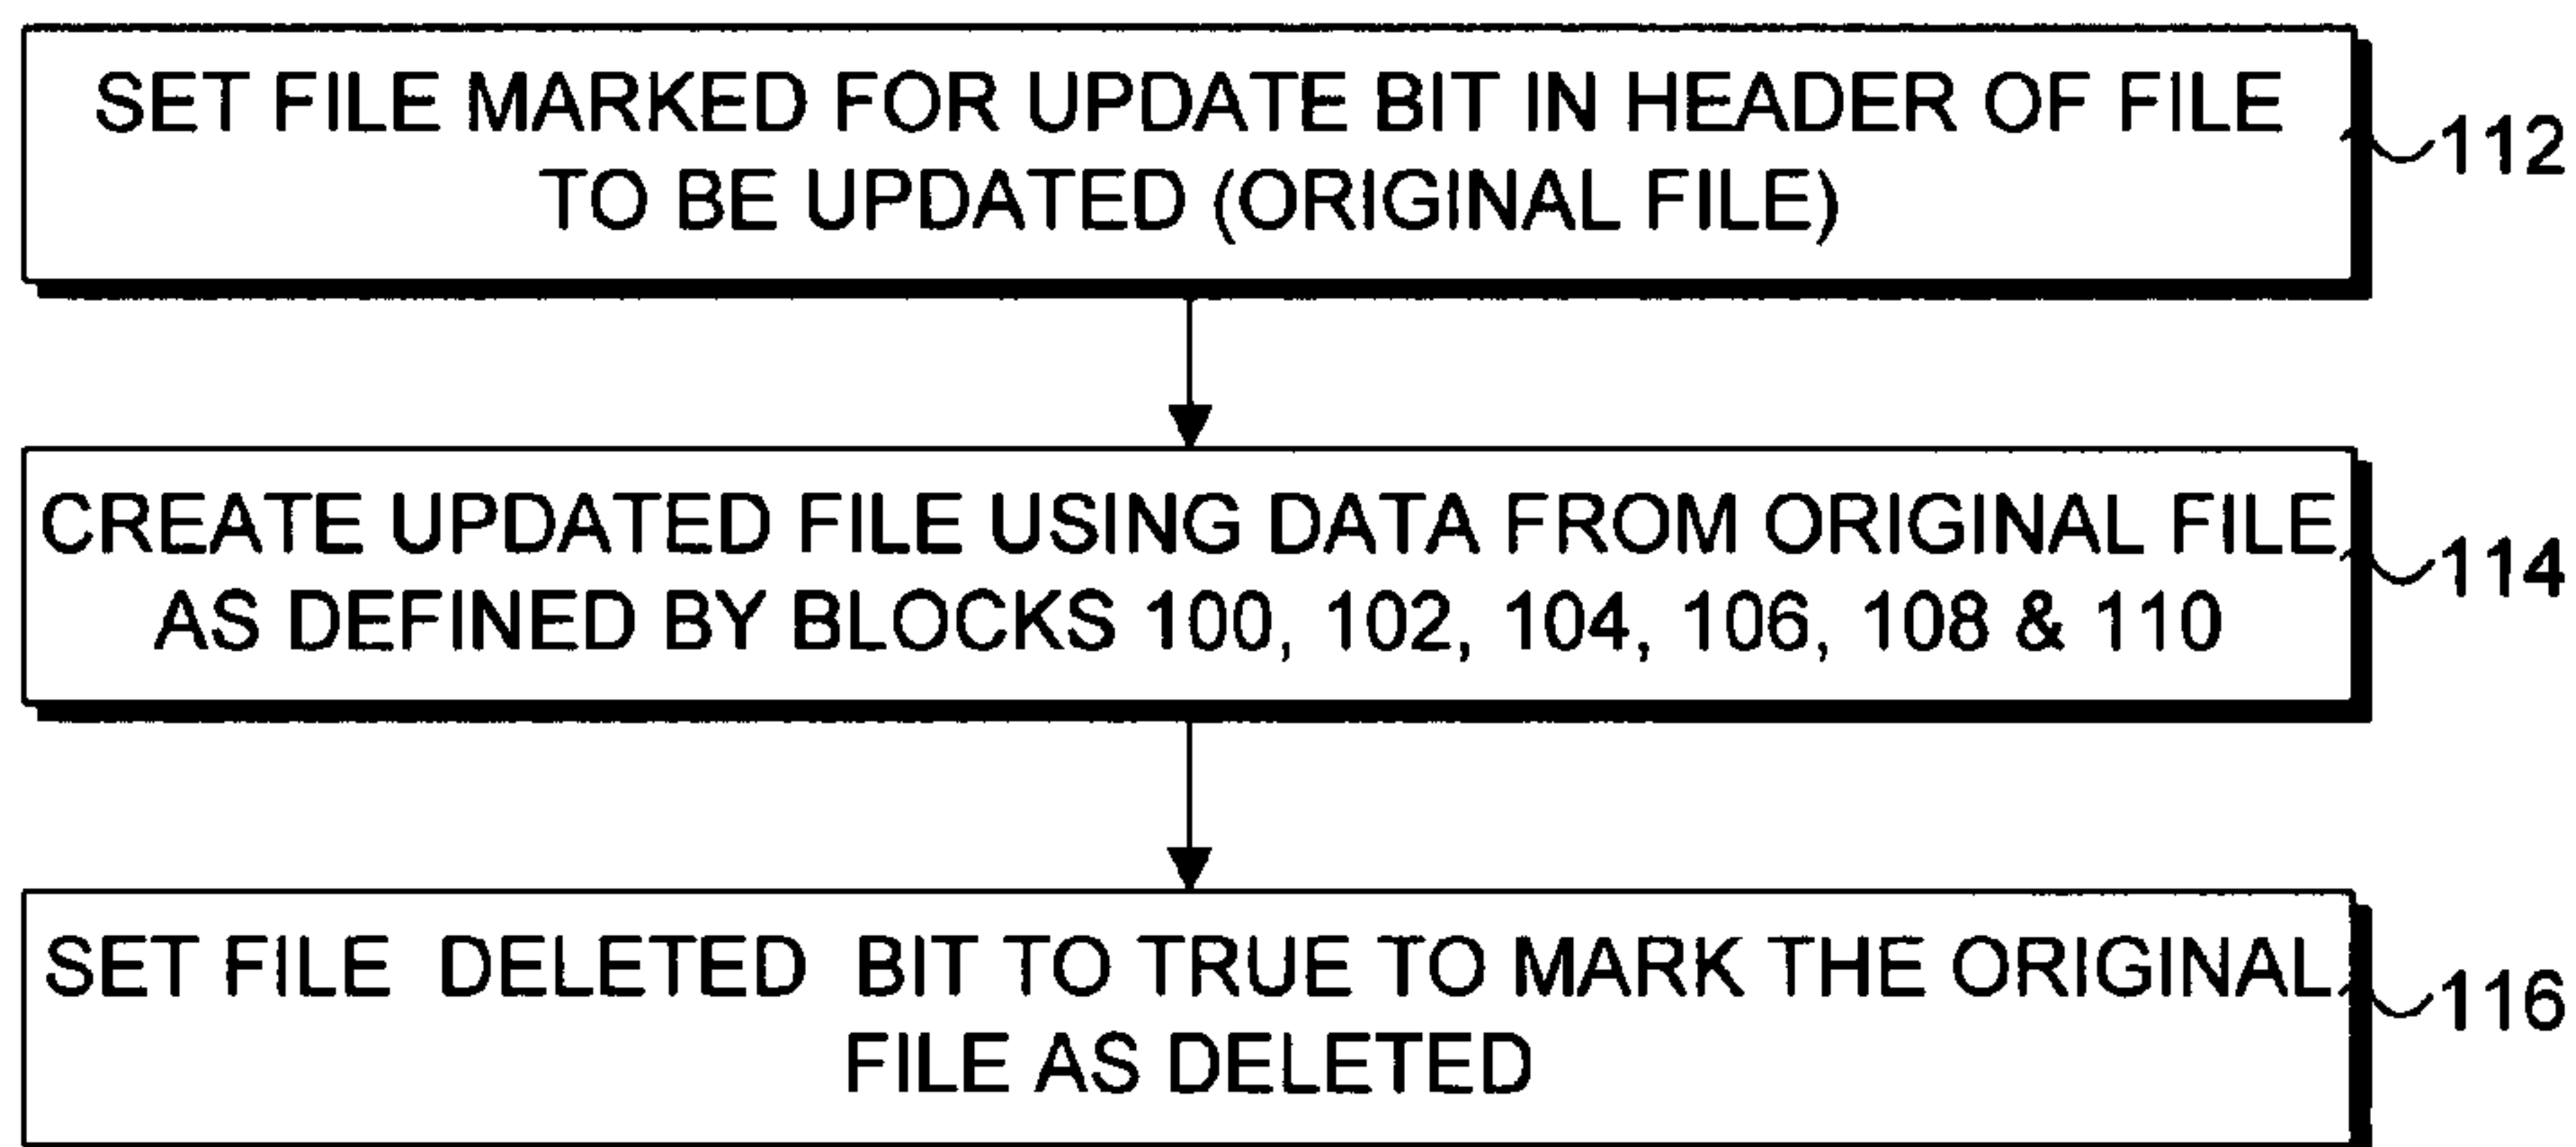 SET FILE MARKED FOR UPDATE BIT IN HEADER OF FILE
TO BE UPDATED (ORIGINAL FILE)
112
CREATE UPDATED FILE USING DATA FROM ORIGINAL FILE
AS DEFINED BY BLOCKS 100, 102, 104, 106, 108 & 110
114
SET FILE DELETED BIT TO TRUE TO MARK THE ORIGINAL
FILE AS DELETED
116